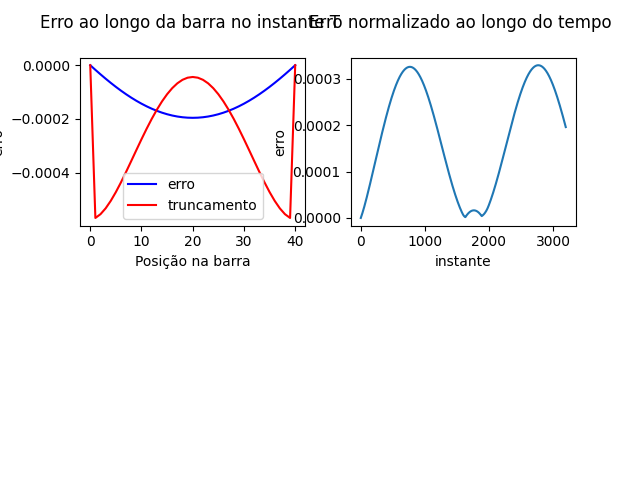 Erro ao longo da barra no instante T
Erro normalizado ao longo do tempo
0.0000
−0.0002
−0.0004
erro
erro
truncamento
0
10
20
30
40
Posição na barra
erro
0.0003
0.0002
0.0001
0.0000
0
1000
2000
3000
instante